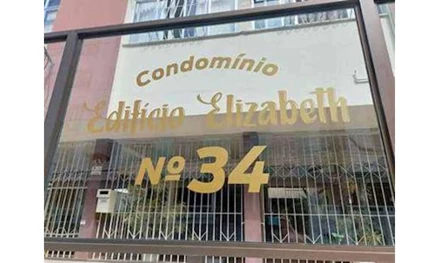 Condomínio
Edifício Elizabeth
Nº 34